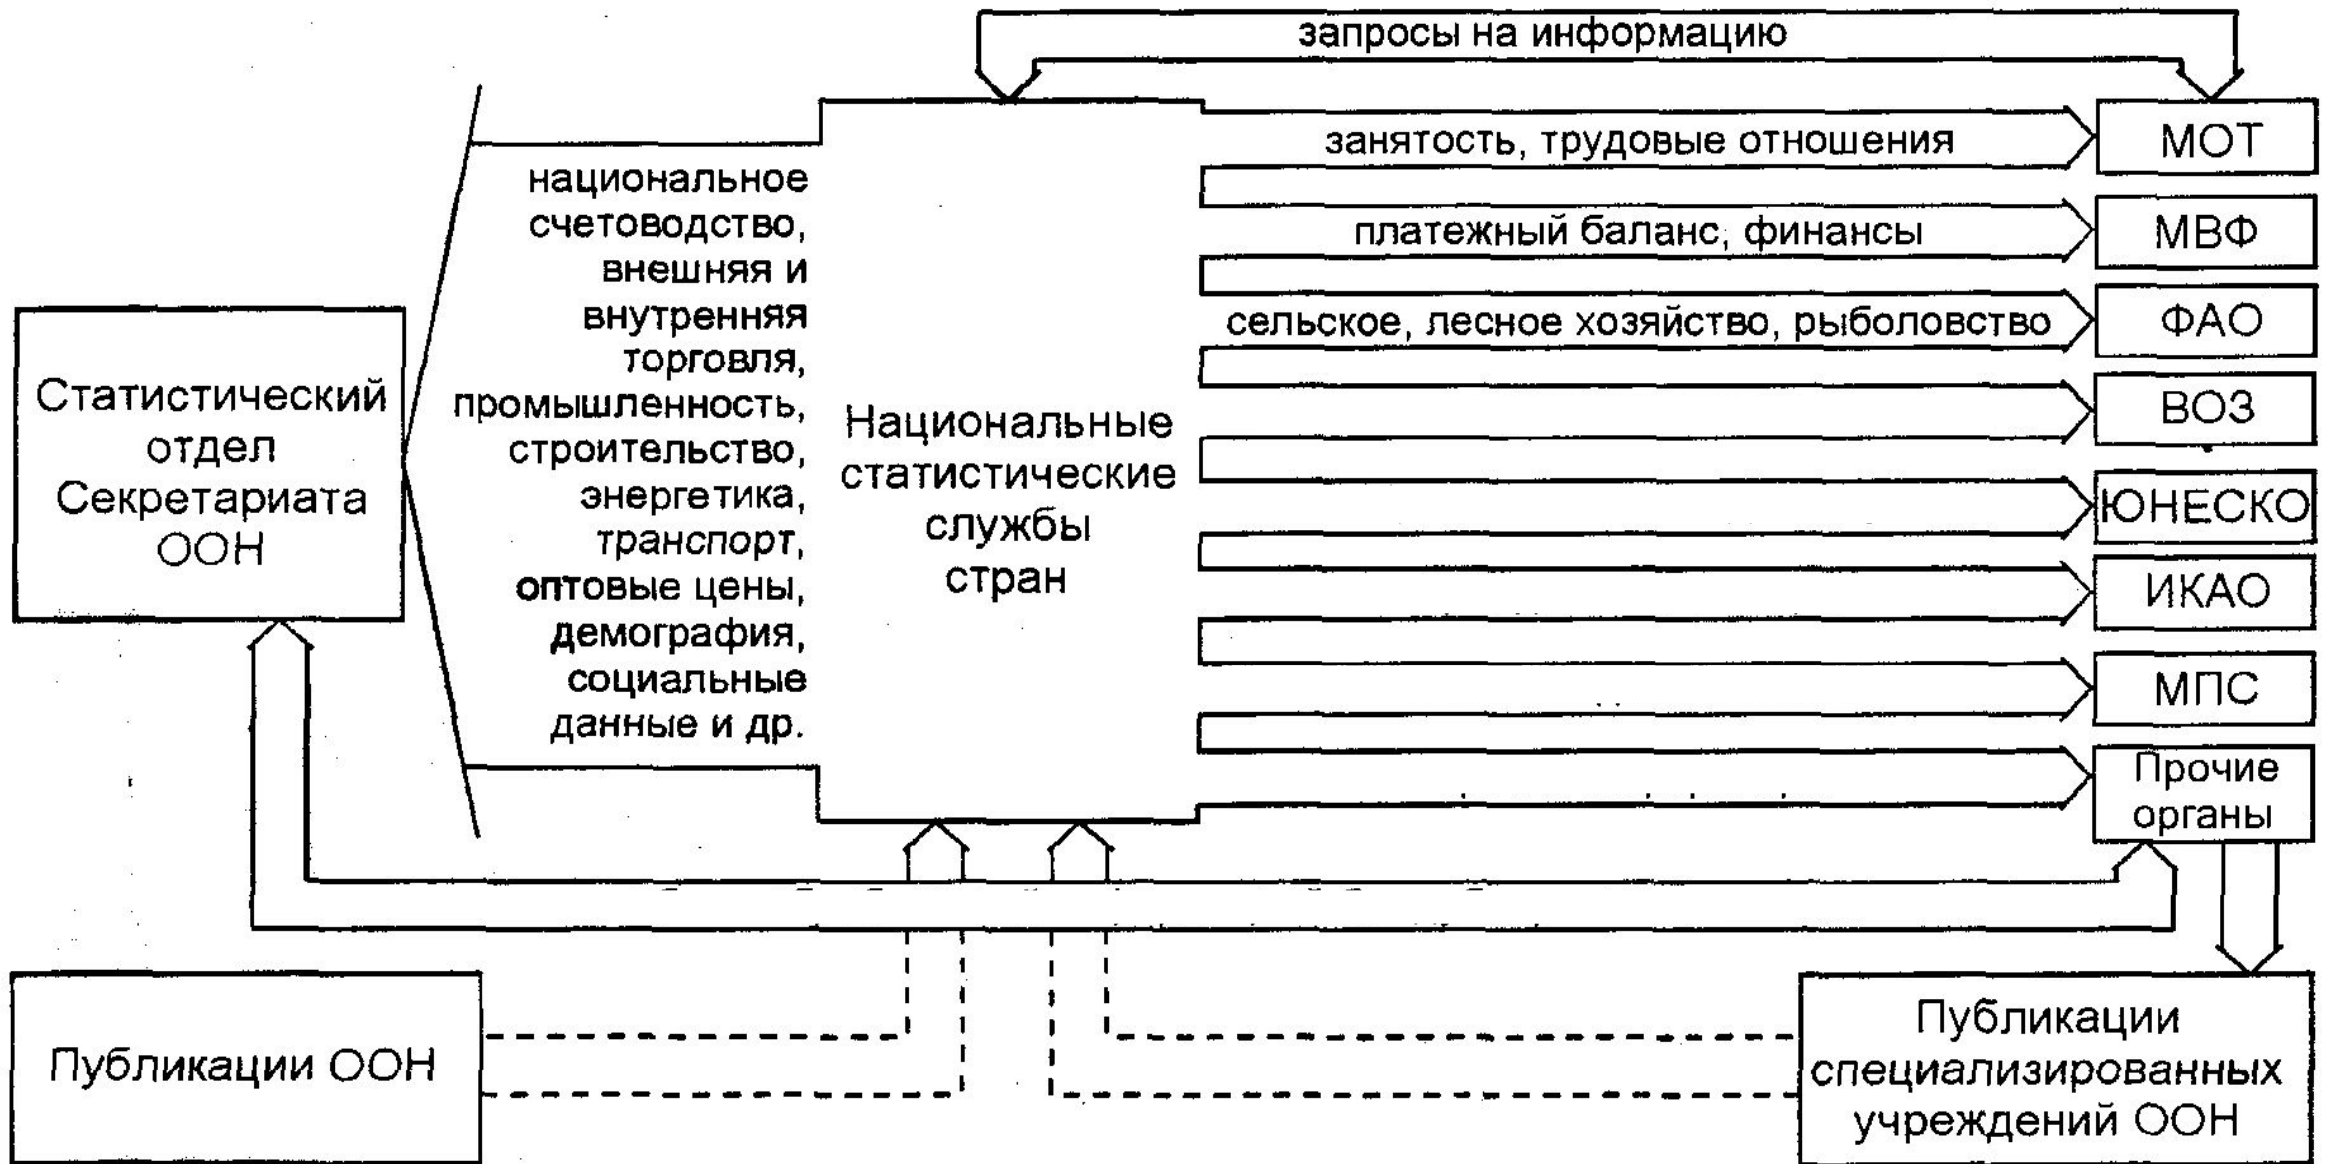 запросы на информацию
занятость, трудовые отношения
МОТ
платежный баланс, финансы
МВФ
сельское, лесное хозяйство, рыболовство
ФАО
ВОЗ
ЮНЕСКО
ИКАО
МПС
Прочие
органы
национальное
счетоводство,
внешняя и
внутренняя
торговля,
промышленность,
строительство,
энергетика,
транспорт,
оптовые цены,
демография,
социальные
данные и др.
Статистический
отдел
Секретариата
ООН
Национальные
статистические
службы
стран
Публикации ООН
Публикации
специализированных
учреждений ООН